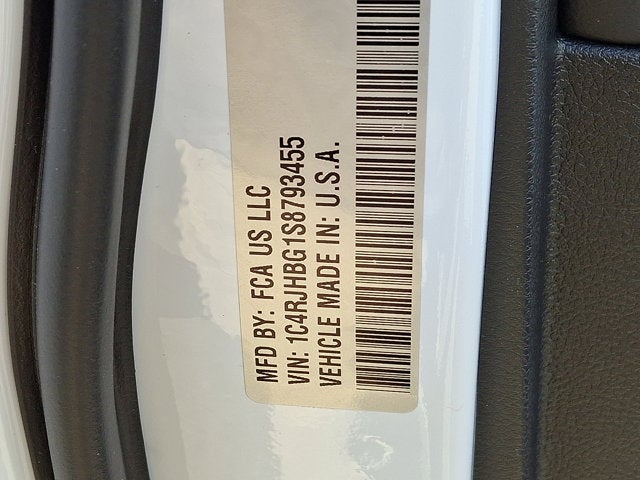 MFD BY: FCA US LLC
VIN: 1C4RJHBG1S8793455
VEHICLE MADE IN: U.S.A.